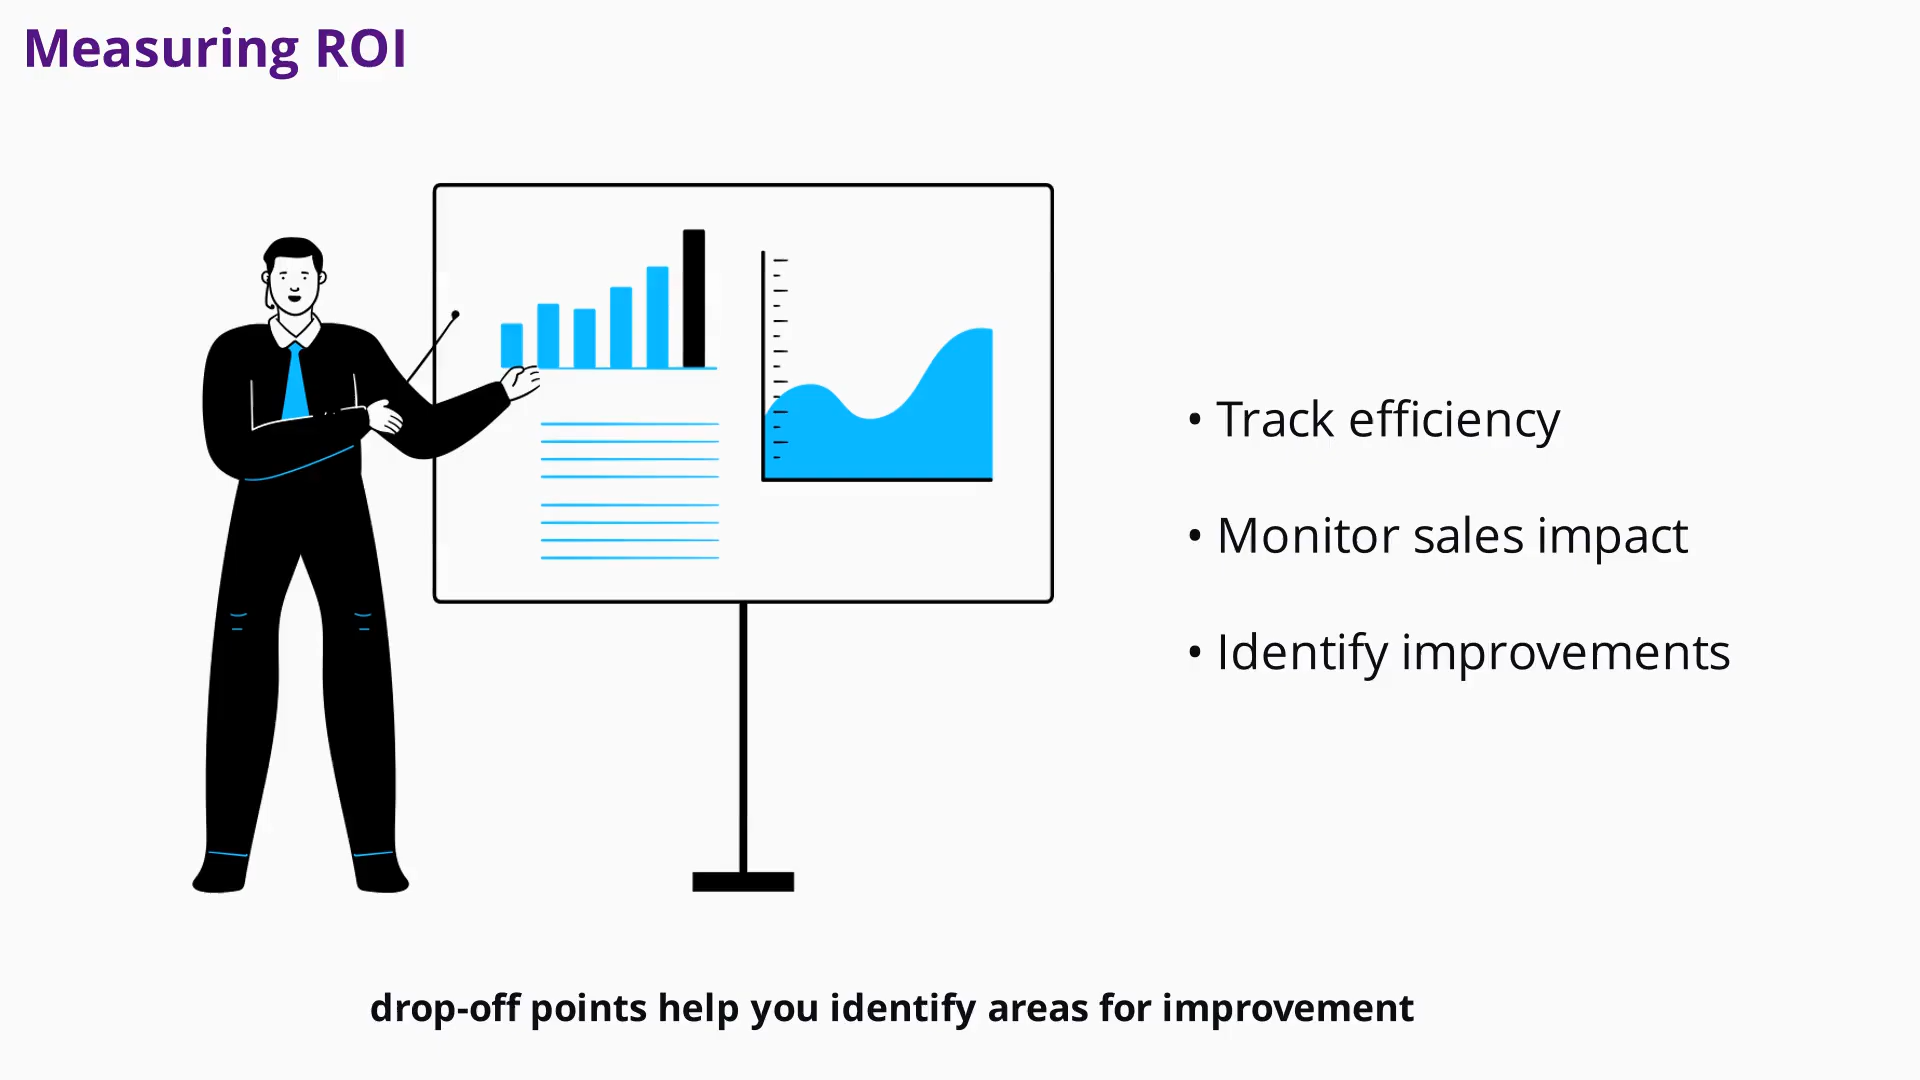 Measuring ROI
• Track efficiency
• Monitor sales impact
• Identify improvements
drop-off points help you identify areas for improvement